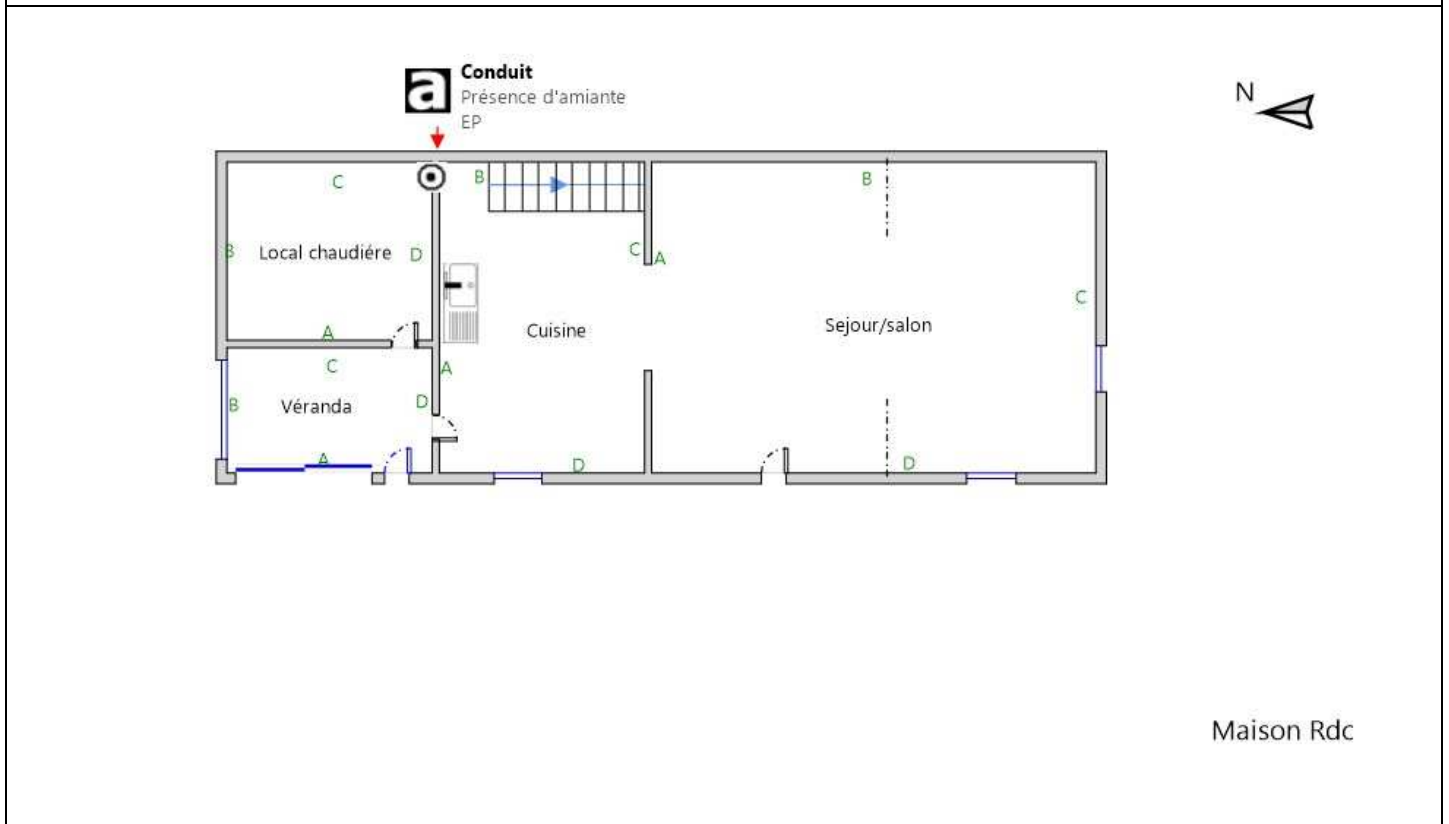 a
Conduit
Présence d'amiante
EP
N
C
B
B
B
Local chaudiére
D
C
A
C
A
Cuisine
Sejour/salon
C
A
D
B
Véranda
A
D
D
A
Maison Rdc